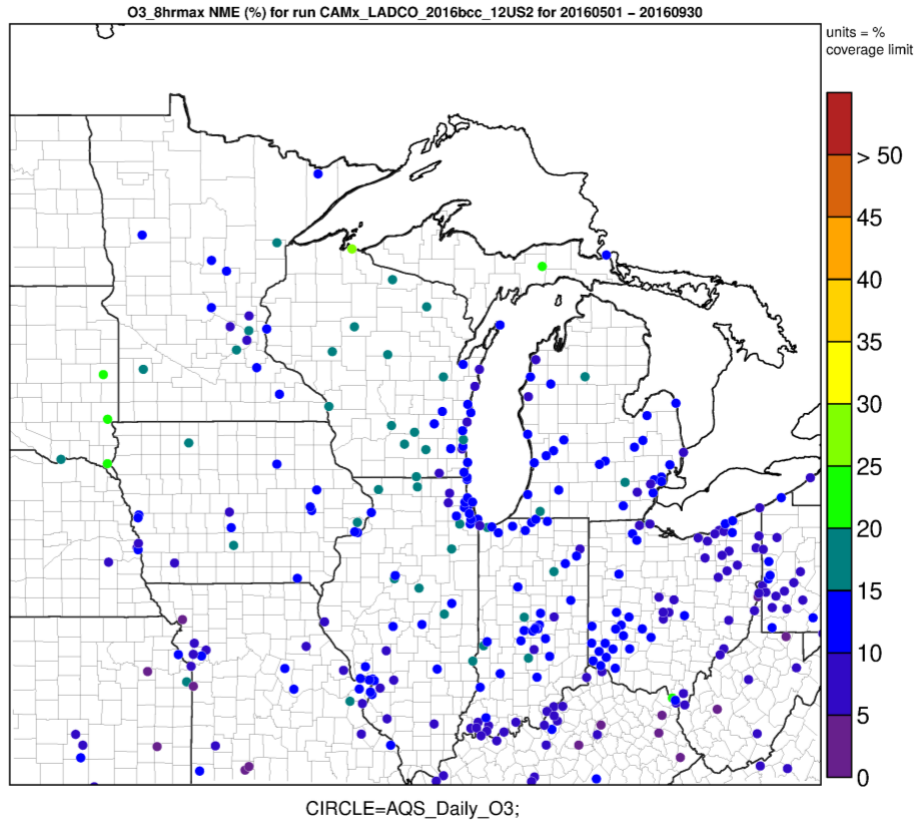 O3_8hrmax NME (%) for run CAMx_LADCO_2016bcc_12US2 for 20160501 − 20160930
units = %
coverage limit
> 50
45
40
35
30
25
20
15
10
5
0
CIRCLE=AQS_Daily_O3;